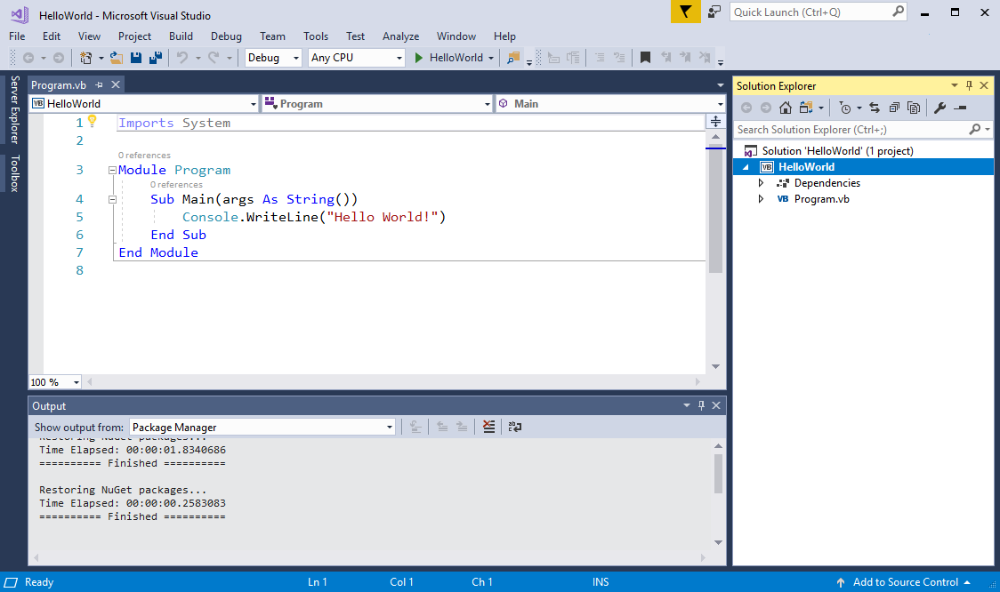 HelloWorld - Microsoft Visual Studio
Quick Launch (Ctrl+Q)
File Edit View Project Build Debug Team Tools Test Analyze Window Help
Debug Any CPU HelloWorld
Server Explorer
Toolbox
Program.vb
VB HelloWorld Program Main
1 Imports System
2
0 references
3 Module Program
0 references
4 Sub Main(args As String())
5 Console.WriteLine("Hello World!")
6 End Sub
7 End Module
8
100 %
Output
Show output from: Package Manager
Restoring NuGet packages...
Time Elapsed: 00:00:01.8340686
========== Finished ==========
Restoring NuGet packages...
Time Elapsed: 00:00:00.2583083
========== Finished ==========
Solution Explorer
Search Solution Explorer (Ctrl+;)
Solution 'HelloWorld' (1 project)
VB HelloWorld
Dependencies
VB Program.vb
Ready Ln 1 Col 1 Ch 1 INS Add to Source Control